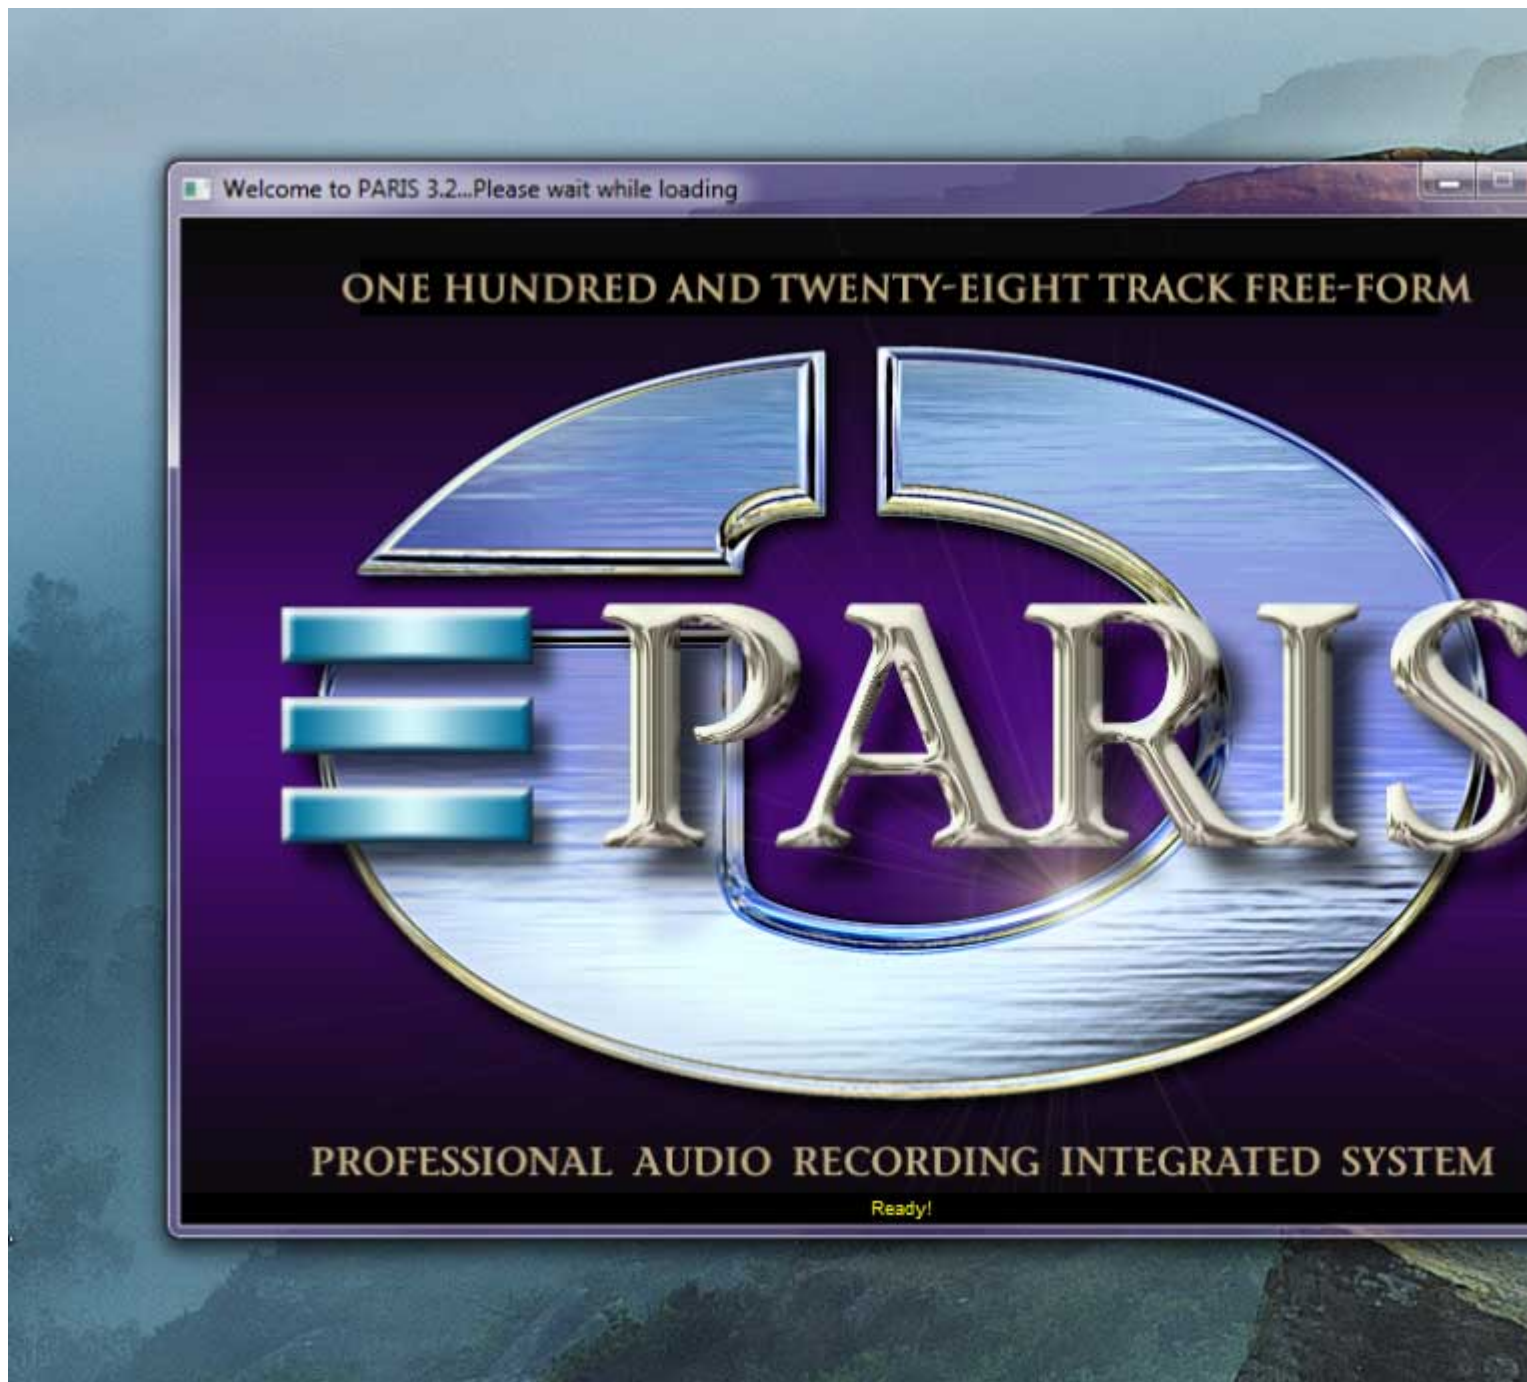 Welcome to PARIS 3.2...Please wait while loading
ONE HUNDRED AND TWENTY-EIGHT TRACK FREE-FORM
PARIS
PROFESSIONAL AUDIO RECORDING INTEGRATED SYSTEM
Ready!